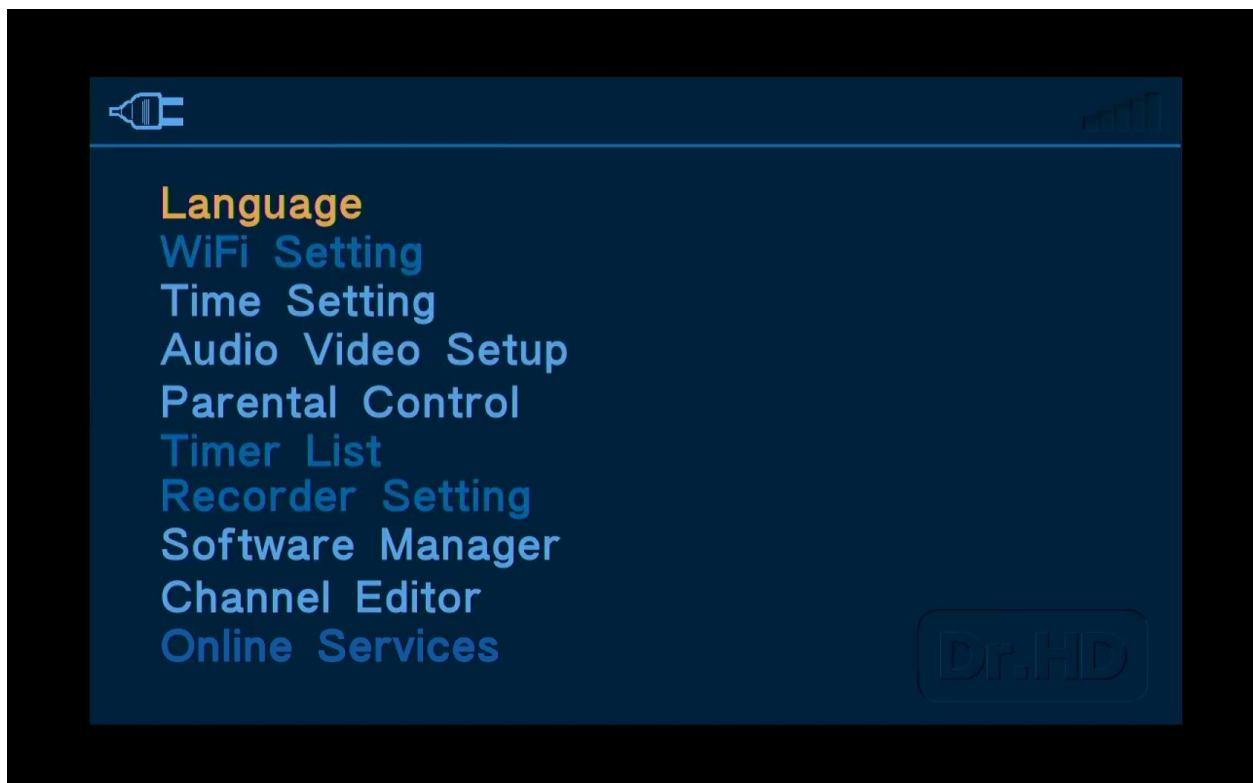 Language
WiFi Setting
Time Setting
Audio Video Setup
Parental Control
Timer List
Recorder Setting
Software Manager
Channel Editor
Online Services
Dr.HD